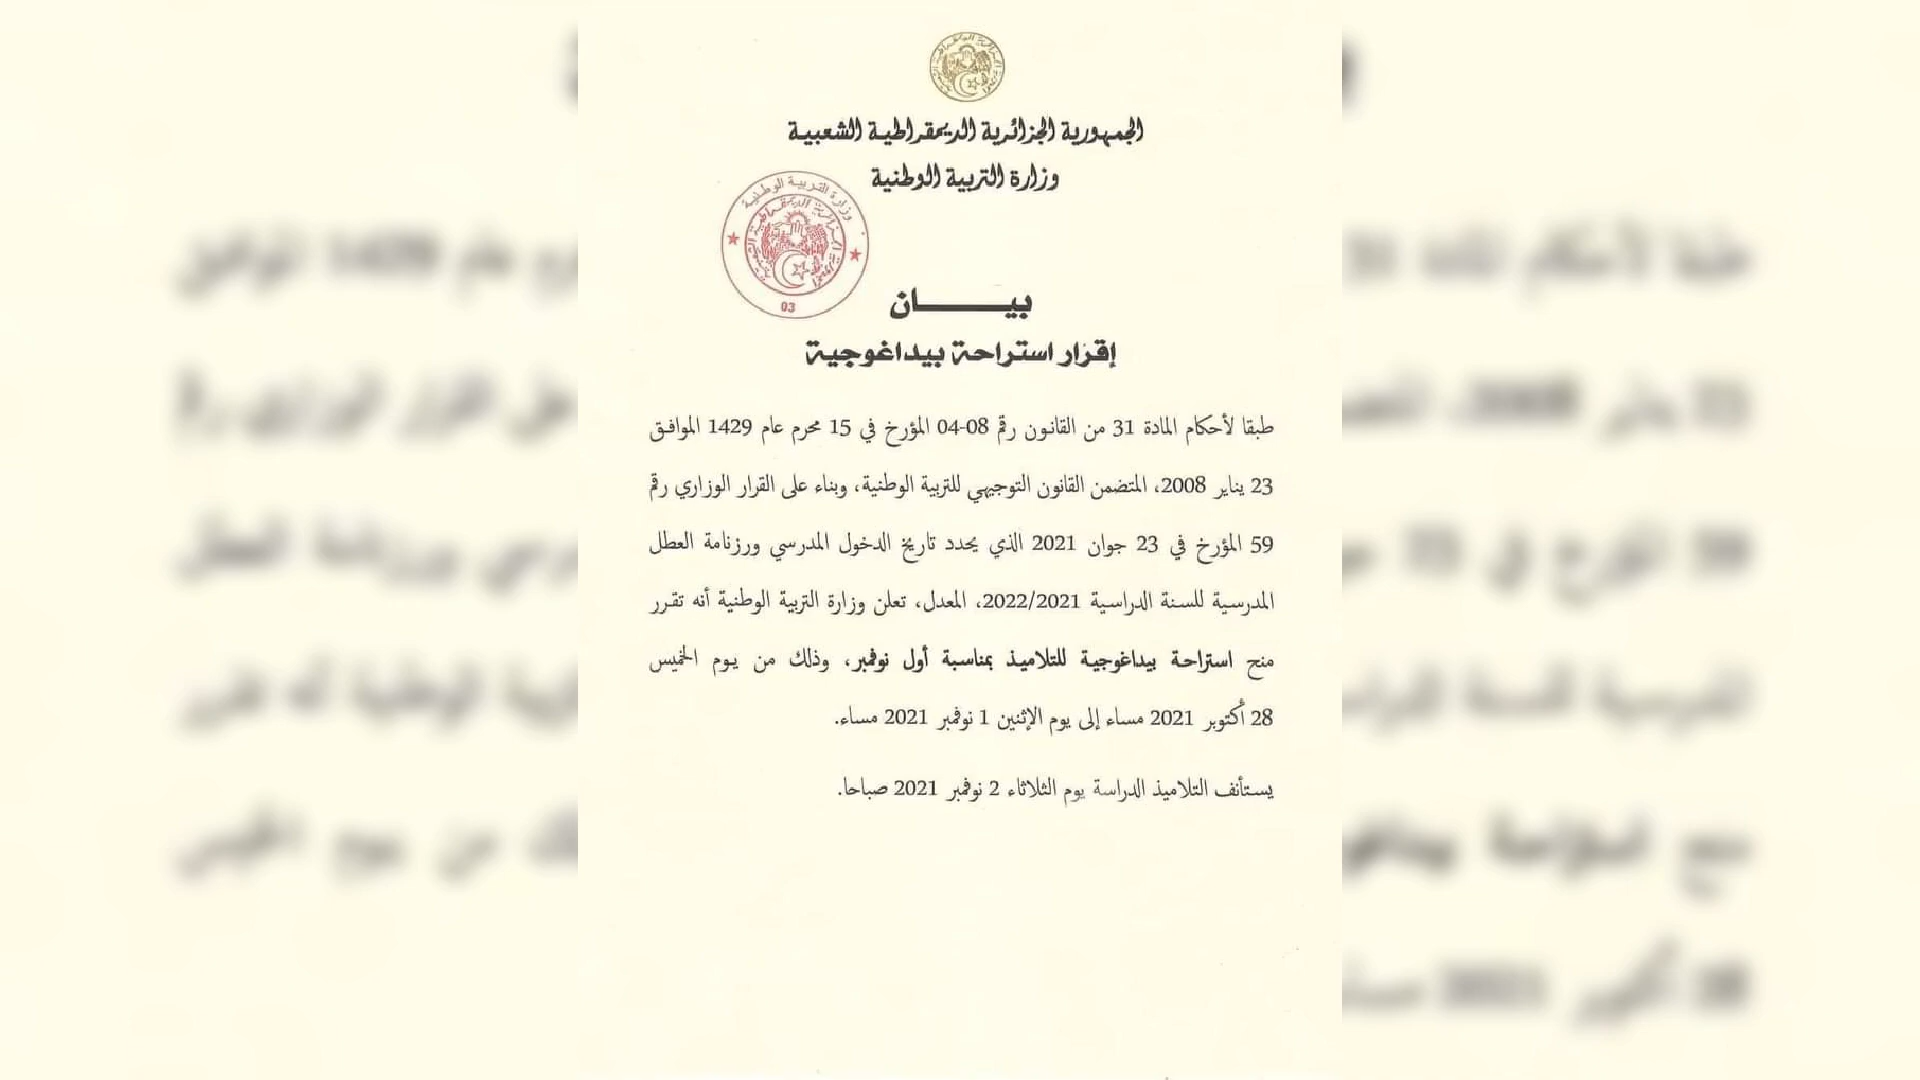 الجمهورية الجزائرية الديمقراطية الشعبية
وزارة التربية الوطنية
وزارة التربية الوطنية
03
بيـــــان
إقرار استراحة بيداغوجية
طبقا لأحكام المادة 31 من القانون رقم 08-04 المؤرخ في 15 محرم عام 1429 الموافق
23 يناير 2008، المتضمن القانون التوجيهي للتربية الوطنية، وبناء على القرار الوزاري رقم
59 المؤرخ في 23 جوان 2021 الذي يحدد تاريخ الدخول المدرسي ورزنامة العطل
المدرسية للسنة الدراسية 2022/2021، المعدل، تعلن وزارة التربية الوطنية أنه تقرر
منح استراحة بيداغوجية للتلاميذ بمناسبة أول نوفمبر، وذلك من يوم الخميس
28 أكتوبر 2021 مساء إلى يوم الإثنين 1 نوفمبر 2021 مساء.
يستأنف التلاميذ الدراسة يوم الثلاثاء 2 نوفمبر 2021 صباحا.